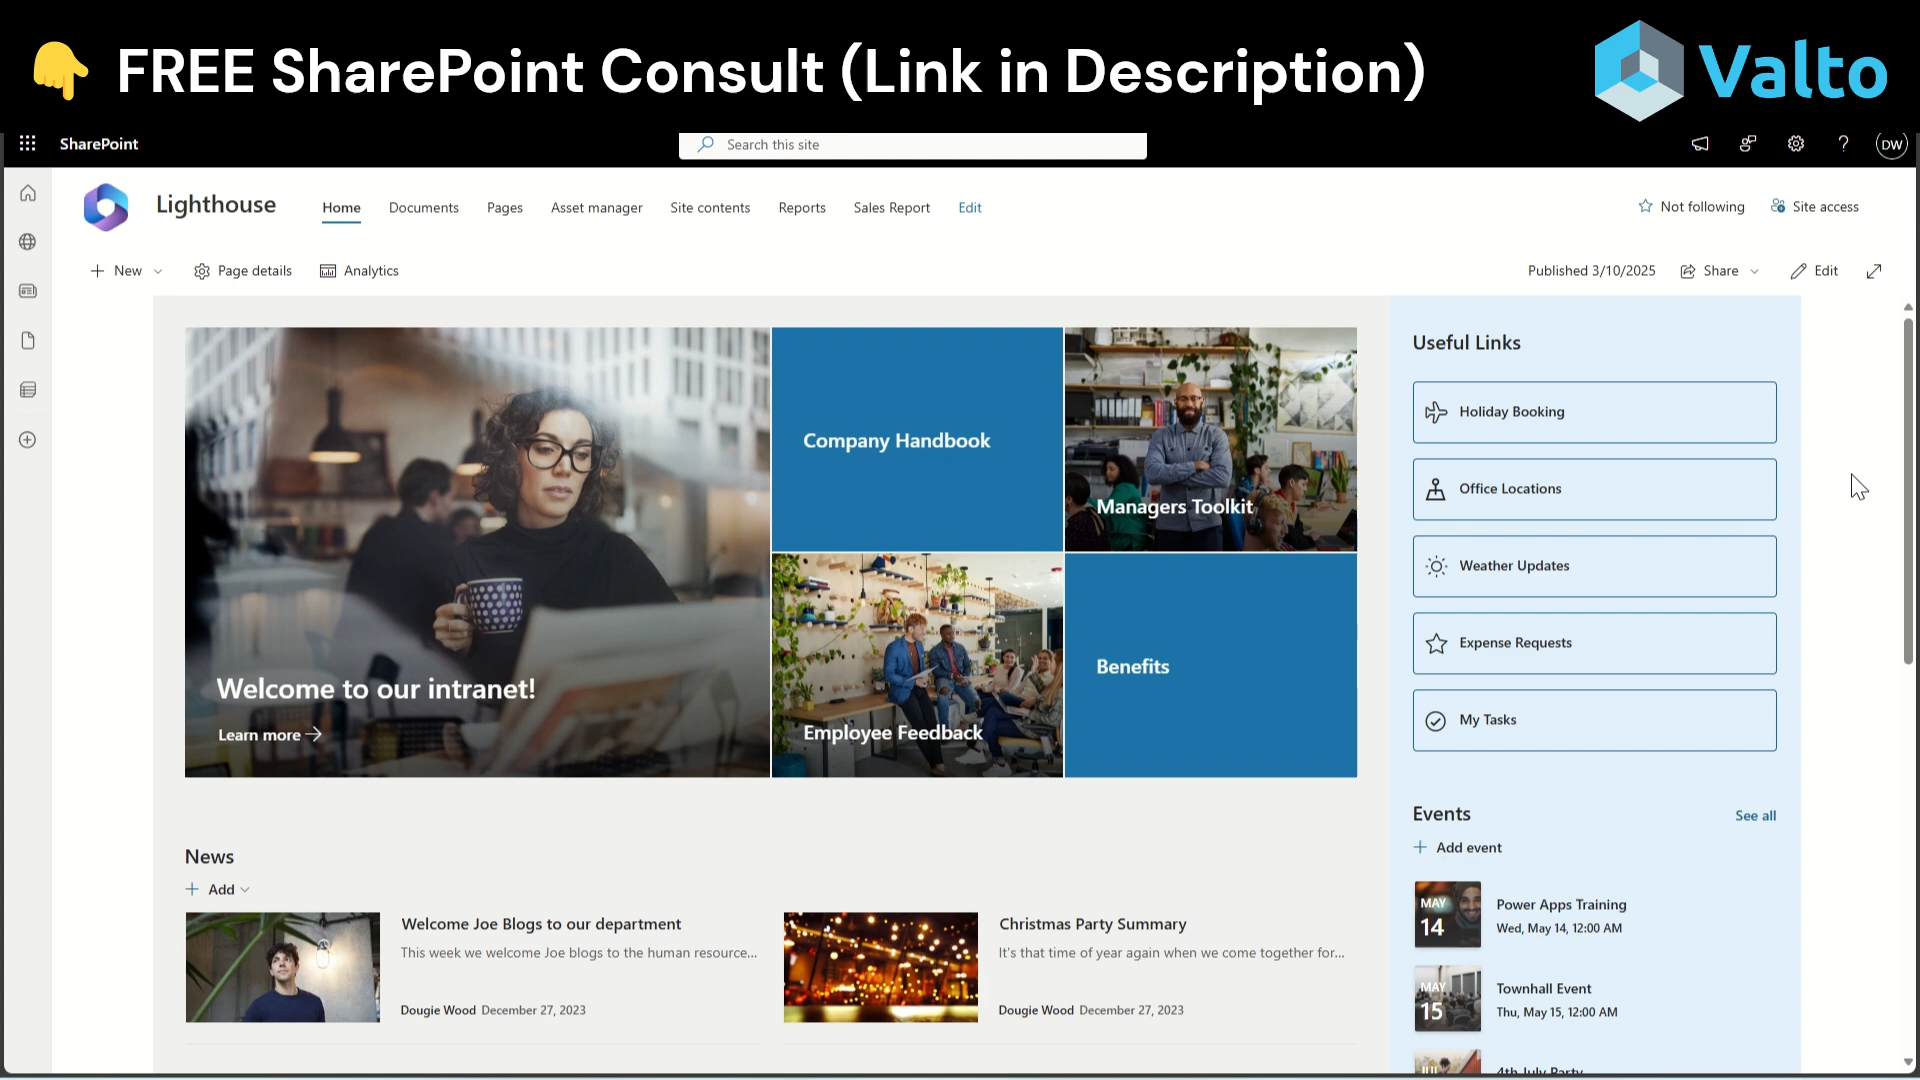 FREE SharePoint Consult (Link in Description)
Valto
SharePoint
Search this site
?
DW
Lighthouse
Home
Documents
Pages
Asset manager
Site contents
Reports
Sales Report
Edit
Not following
Site access
New
Page details
Analytics
Published 3/10/2025
Share
Edit
Welcome to our intranet!
Learn more
Company Handbook
Managers Toolkit
Employee Feedback
Benefits
Useful Links
Holiday Booking
Office Locations
Weather Updates
Expense Requests
My Tasks
News
Add
Welcome Joe Blogs to our department
This week we welcome Joe blogs to the human resource...
Dougie Wood December 27, 2023
Christmas Party Summary
It's that time of year again when we come together for...
Dougie Wood December 27, 2023
Events
See all
Add event
MAY
14
Power Apps Training
Wed, May 14, 12:00 AM
MAY
15
Townhall Event
Thu, May 15, 12:00 AM
JUL
4th July Party